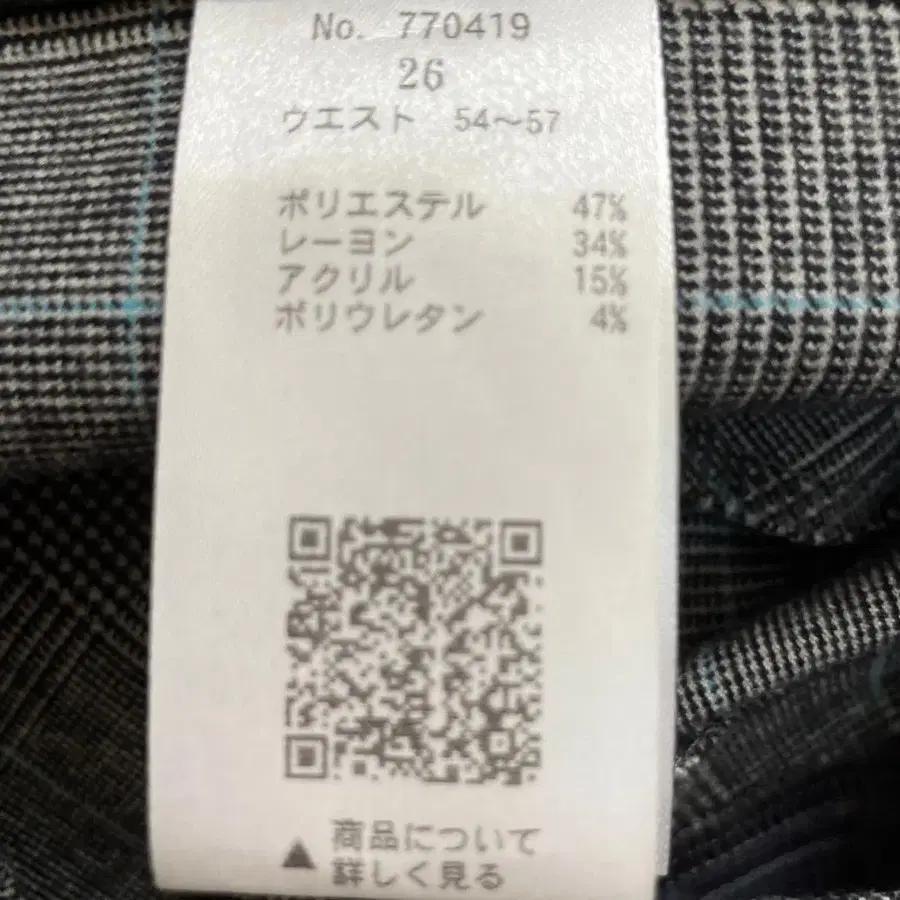 No. 770419
26
ウエスト 54～57
ポリエステル 47%
レーヨン 34%
アクリル 15%
ポリウレタン 4%
▲ 商品について
詳しく見る